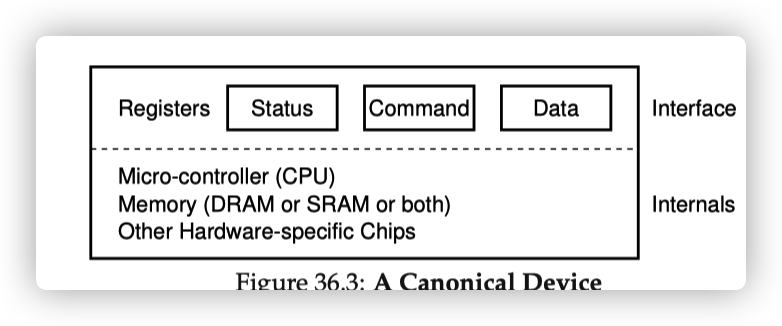 Registers Status Command Data Interface
Micro-controller (CPU)
Memory (DRAM or SRAM or both) Internals
Other Hardware-specific Chips
Figure 36.3: A Canonical Device